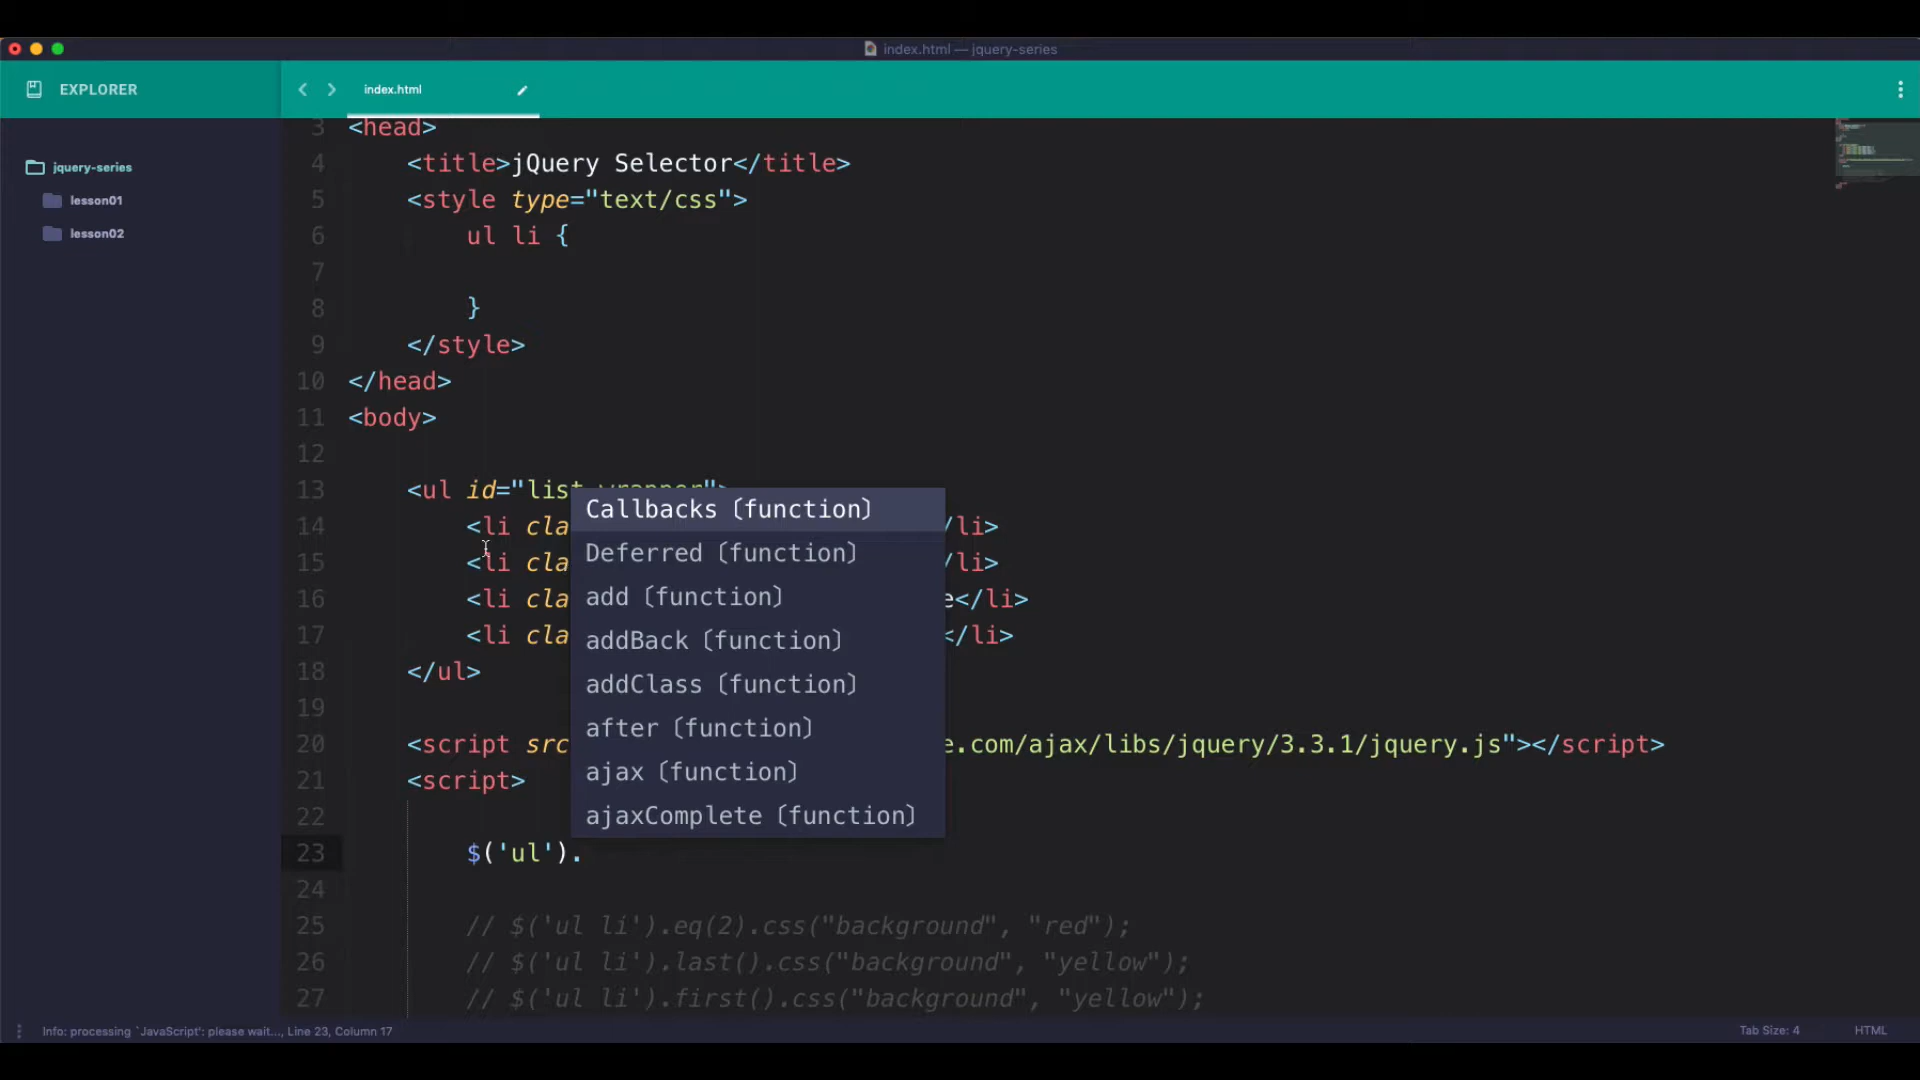 index.html — jquery-series
EXPLORER
index.html
jquery-series
lesson01
lesson02
3 <head>
4 <title>jQuery Selector</title>
5 <style type="text/css">
6 ul li {
7
8 }
9 </style>
10 </head>
11 <body>
12
13 <ul id="list-wrapper">
14 <li cla /li>
15 <li cla /li>
16 <li cla e</li>
17 <li cla </li>
18 </ul>
19
20 <script src e.com/ajax/libs/jquery/3.3.1/jquery.js"></script>
21 <script>
22
23 $('ul').
24
25 // $('ul li').eq(2).css("background", "red");
26 // $('ul li').last().css("background", "yellow");
27 // $('ul li').first().css("background", "yellow");
Callbacks〔function〕
Deferred〔function〕
add〔function〕
addBack〔function〕
addClass〔function〕
after〔function〕
ajax〔function〕
ajaxComplete〔function〕
Info: processing `JavaScript': please wait..., Line 23, Column 17
Tab Size: 4
HTML